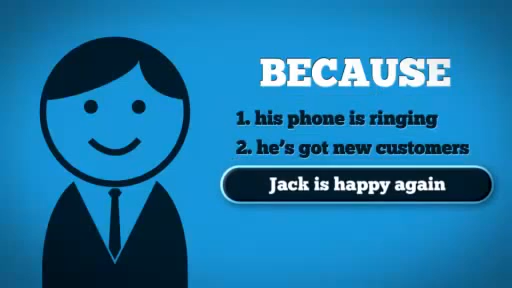 BECAUSE
1. his phone is ringing
2. he's got new customers
Jack is happy again